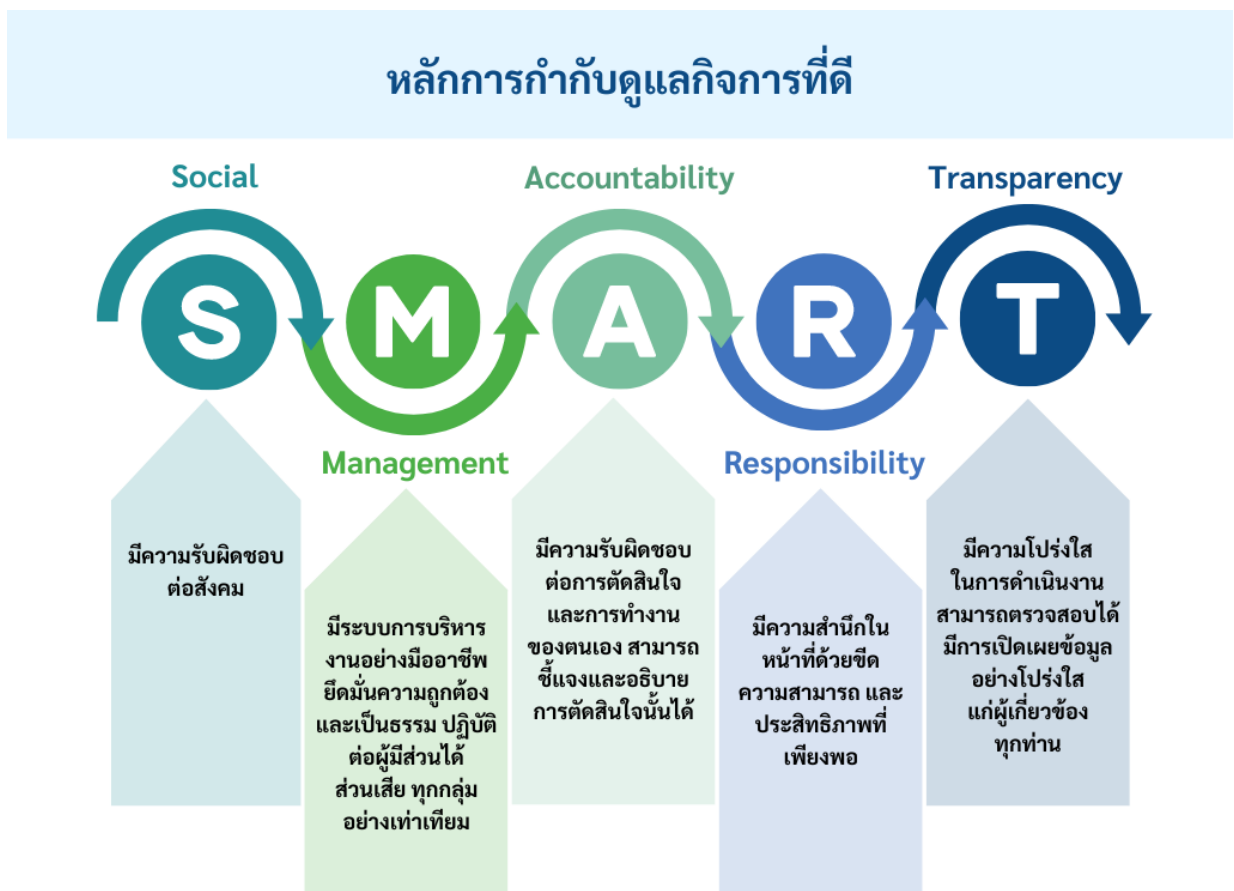 หลักการกำกับดูแลกิจการที่ดี
Social
S
มีความรับผิดชอบ
ต่อสังคม
M
Management
มีระบบการบริหาร
งานอย่างมืออาชีพ
ยึดมั่นความถูกต้อง
และเป็นธรรม ปฏิบัติ
ต่อผู้มีส่วนได้
ส่วนเสีย ทุกกลุ่ม
อย่างเท่าเทียม
Accountability
A
มีความรับผิดชอบ
ต่อการตัดสินใจ
และการทำงาน
ของตนเอง สามารถ
ชี้แจงและอธิบาย
การตัดสินใจนั้นได้
R
Responsibility
มีความสำนึกใน
หน้าที่ด้วยขีด
ความสามารถ และ
ประสิทธิภาพที่
เพียงพอ
Transparency
T
มีความโปร่งใส
ในการดำเนินงาน
สามารถตรวจสอบได้
มีการเปิดเผยข้อมูล
อย่างโปร่งใส
แก่ผู้เกี่ยวข้อง
ทุกท่าน